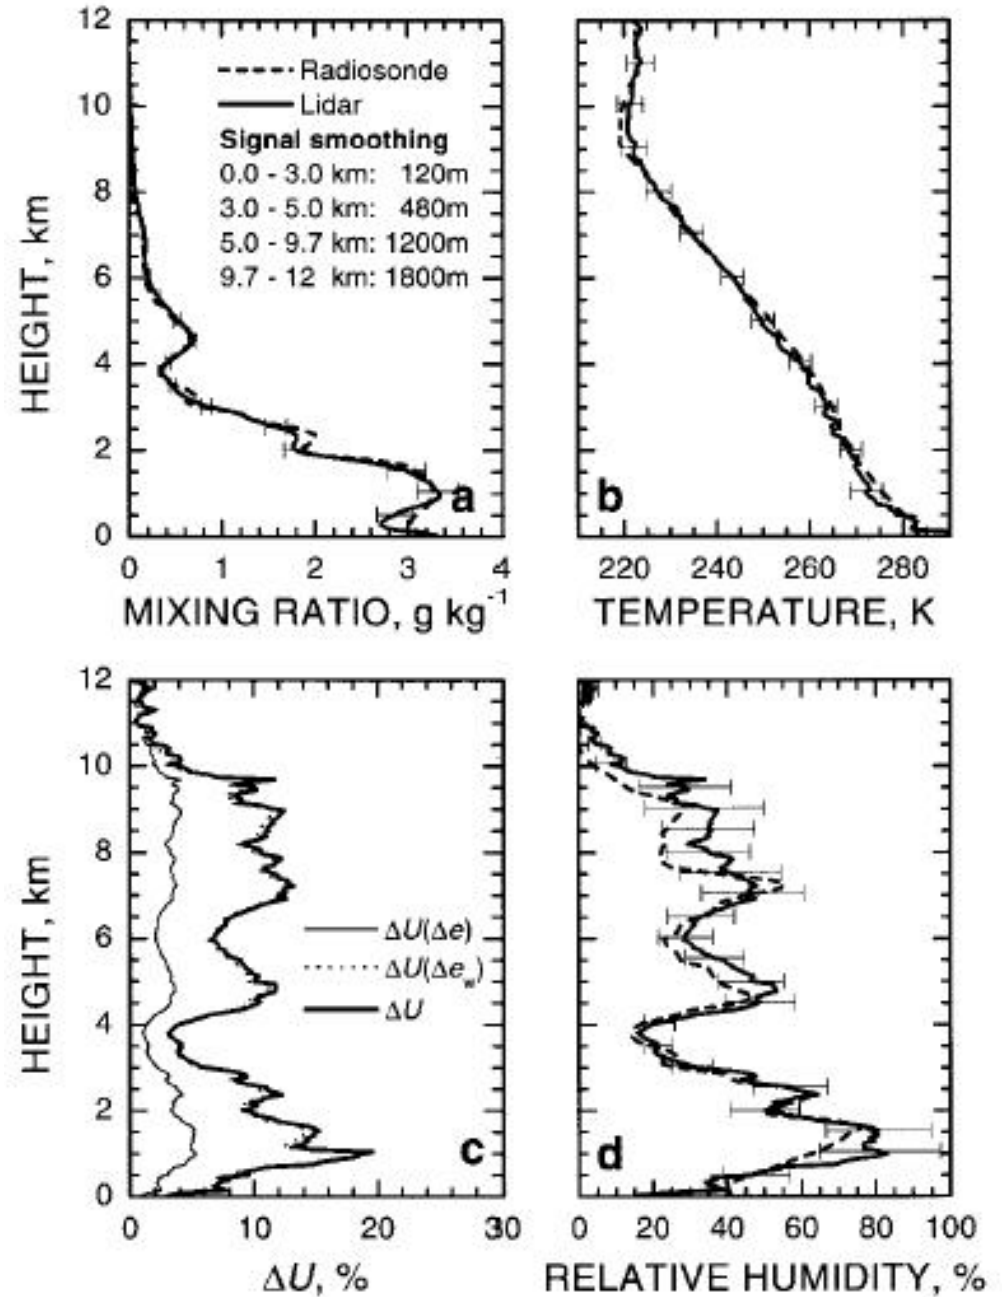 12
10
8
6
4
2
0
HEIGHT, km
Radiosonde
Lidar
Signal smoothing
0.0 - 3.0 km: 120m
3.0 - 5.0 km: 480m
5.0 - 9.7 km: 1200m
9.7 - 12 km: 1800m
a
0 1 2 3 4
MIXING RATIO, g kg⁻¹
b
220 240 260 280
TEMPERATURE, K
12
10
8
6
4
2
0
HEIGHT, km
ΔU(Δe)
ΔU(Δe_w)
ΔU
c
0 10 20 30
ΔU, %
d
0 20 40 60 80 100
RELATIVE HUMIDITY, %